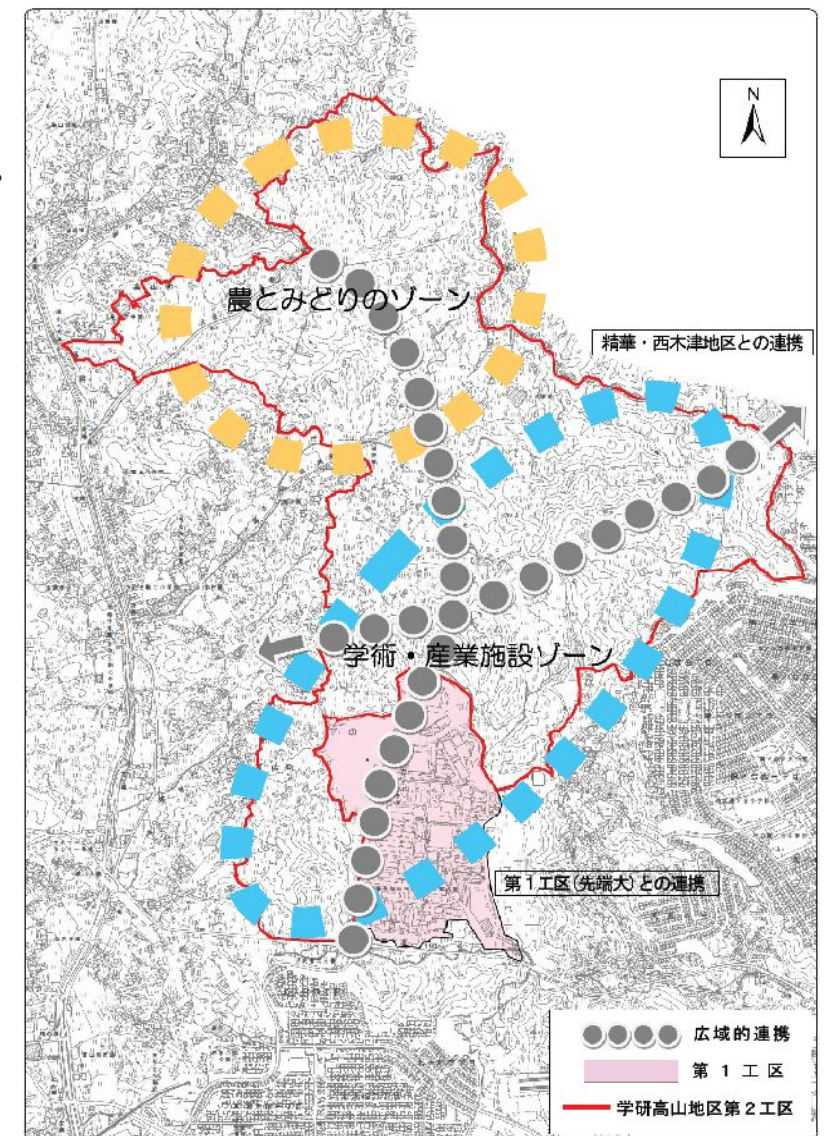 N
農とみどりのゾーン
精華・西木津地区との連携
学術・産業施設ゾーン
第1工区(先端大)との連携
広域的連携
第1工区
学研高山地区第2工区